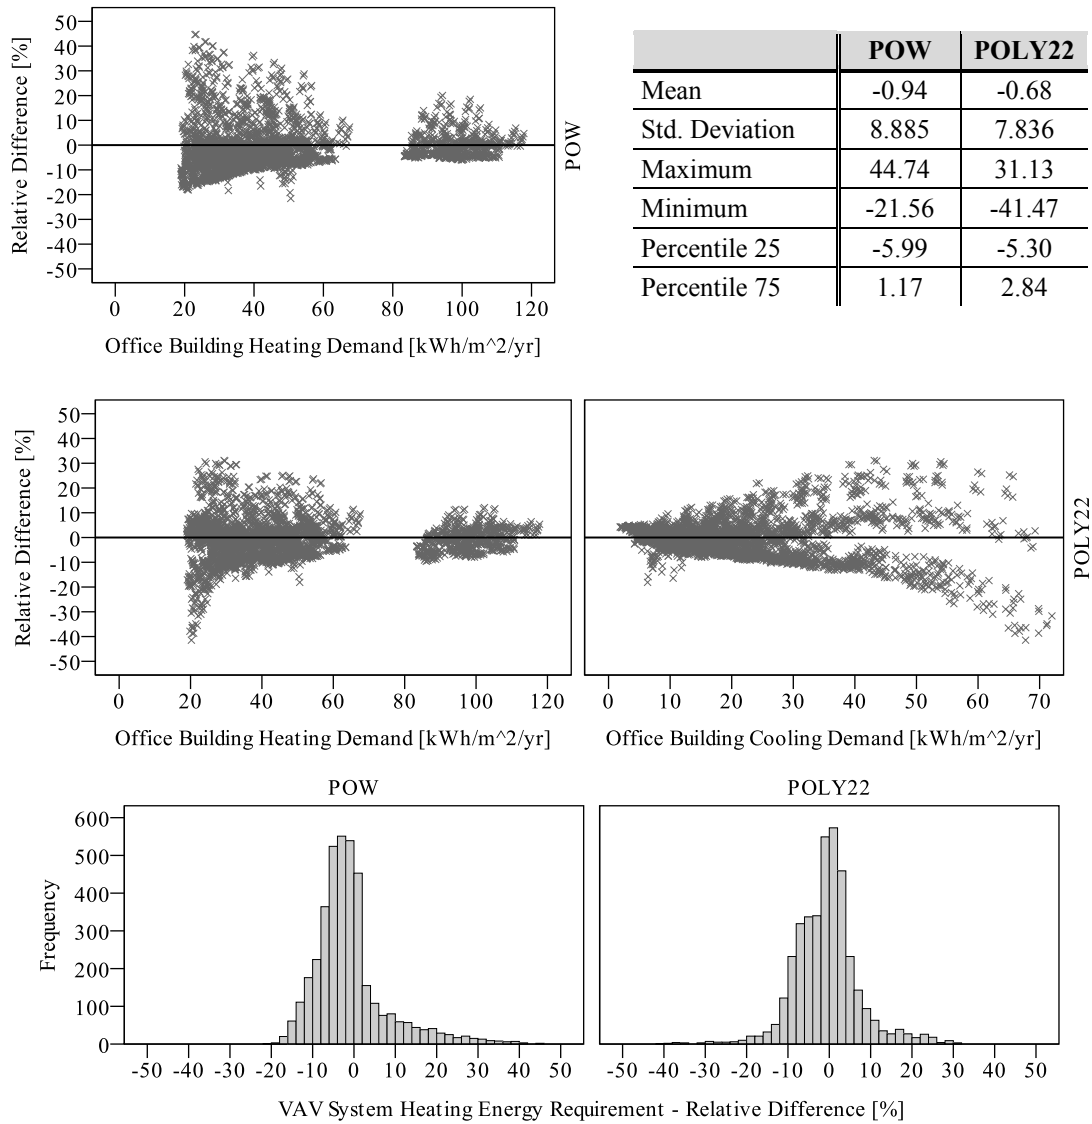 50
40
30
20
10
0
-10
-20
-30
-40
-50
Relative Difference [%]
0 20 40 60 80 100 120
Office Building Heating Demand [kWh/m^2/yr]
POW
POW POLY22
Mean -0.94 -0.68
Std. Deviation 8.885 7.836
Maximum 44.74 31.13
Minimum -21.56 -41.47
Percentile 25 -5.99 -5.30
Percentile 75 1.17 2.84
50
40
30
20
10
0
-10
-20
-30
-40
-50
Relative Difference [%]
0 20 40 60 80 100 120
Office Building Heating Demand [kWh/m^2/yr]
0 10 20 30 40 50 60 70
Office Building Cooling Demand [kWh/m^2/yr]
POLY22
POW POLY22
600
500
400
300
200
100
0
Frequency
-50 -40 -30 -20 -10 -0 10 20 30 40 50
-50 -40 -30 -20 -10 0 10 20 30 40 50
VAV System Heating Energy Requirement - Relative Difference [%]